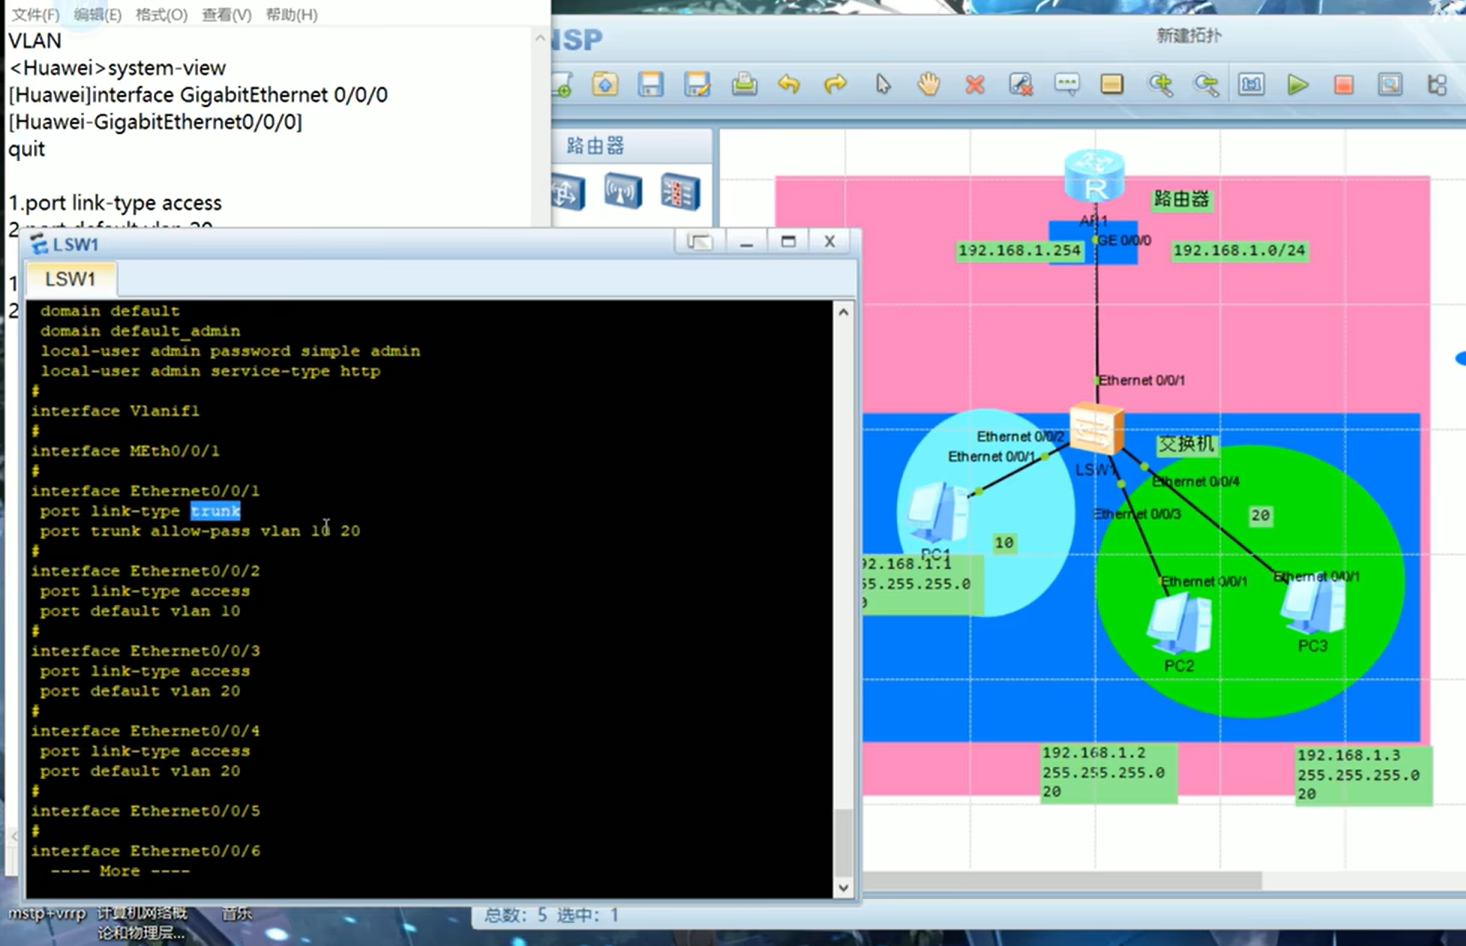 文件(F) 编辑(E) 格式(O) 查看(V) 帮助(H)
VLAN
<Huawei>system-view
[Huawei]interface GigabitEthernet 0/0/0
[Huawei-GigabitEthernet0/0/0]
quit
1.port link-type access
NSP
新建拓扑
路由器
LSW1
LSW1
domain default
domain default_admin
local-user admin password simple admin
local-user admin service-type http
#
interface Vlanif1
#
interface MEth0/0/1
#
interface Ethernet0/0/1
port link-type trunk
port trunk allow-pass vlan 10 20
#
interface Ethernet0/0/2
port link-type access
port default vlan 10
#
interface Ethernet0/0/3
port link-type access
port default vlan 20
#
interface Ethernet0/0/4
port link-type access
port default vlan 20
#
interface Ethernet0/0/5
#
interface Ethernet0/0/6
---- More ----
R
路由器
AR1
GE 0/0/0
192.168.1.254
192.168.1.0/24
Ethernet 0/0/1
Ethernet 0/0/2
交换机
Ethernet 0/0/1
LSW1
Ethernet 0/0/4
Ethernet 0/0/3
20
10
PC1
92.168.1.1
55.255.255.0
Ethernet 0/0/1
Ethernet 0/0/1
PC2
PC3
192.168.1.2
255.255.255.0
20
192.168.1.3
255.255.255.0
20
mstp+vrrp
计算机网络概
论和物理层...
音乐
总数: 5 选中: 1